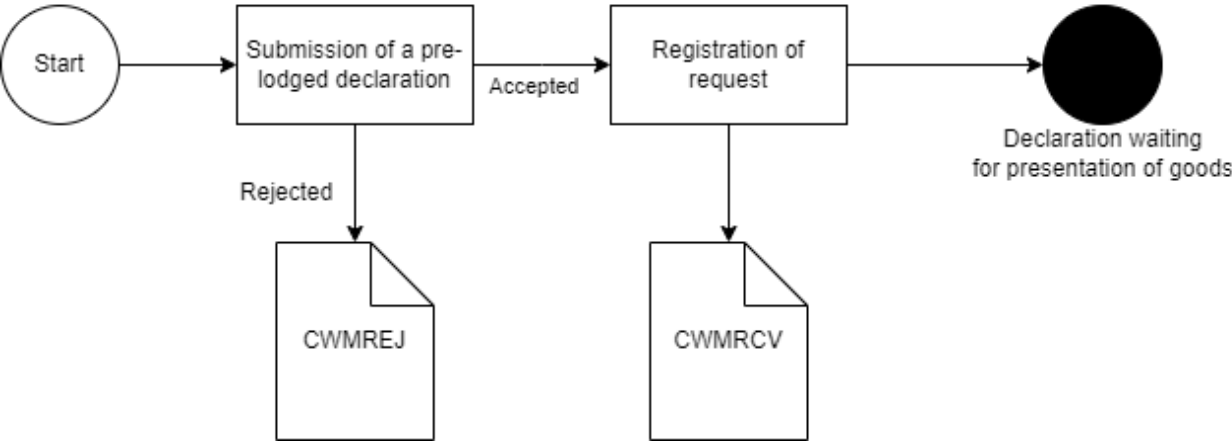 Start
Submission of a pre-
lodged declaration
Accepted
Registration of
request
Declaration waiting
for presentation of goods
Rejected
CWMREJ
CWMRCV